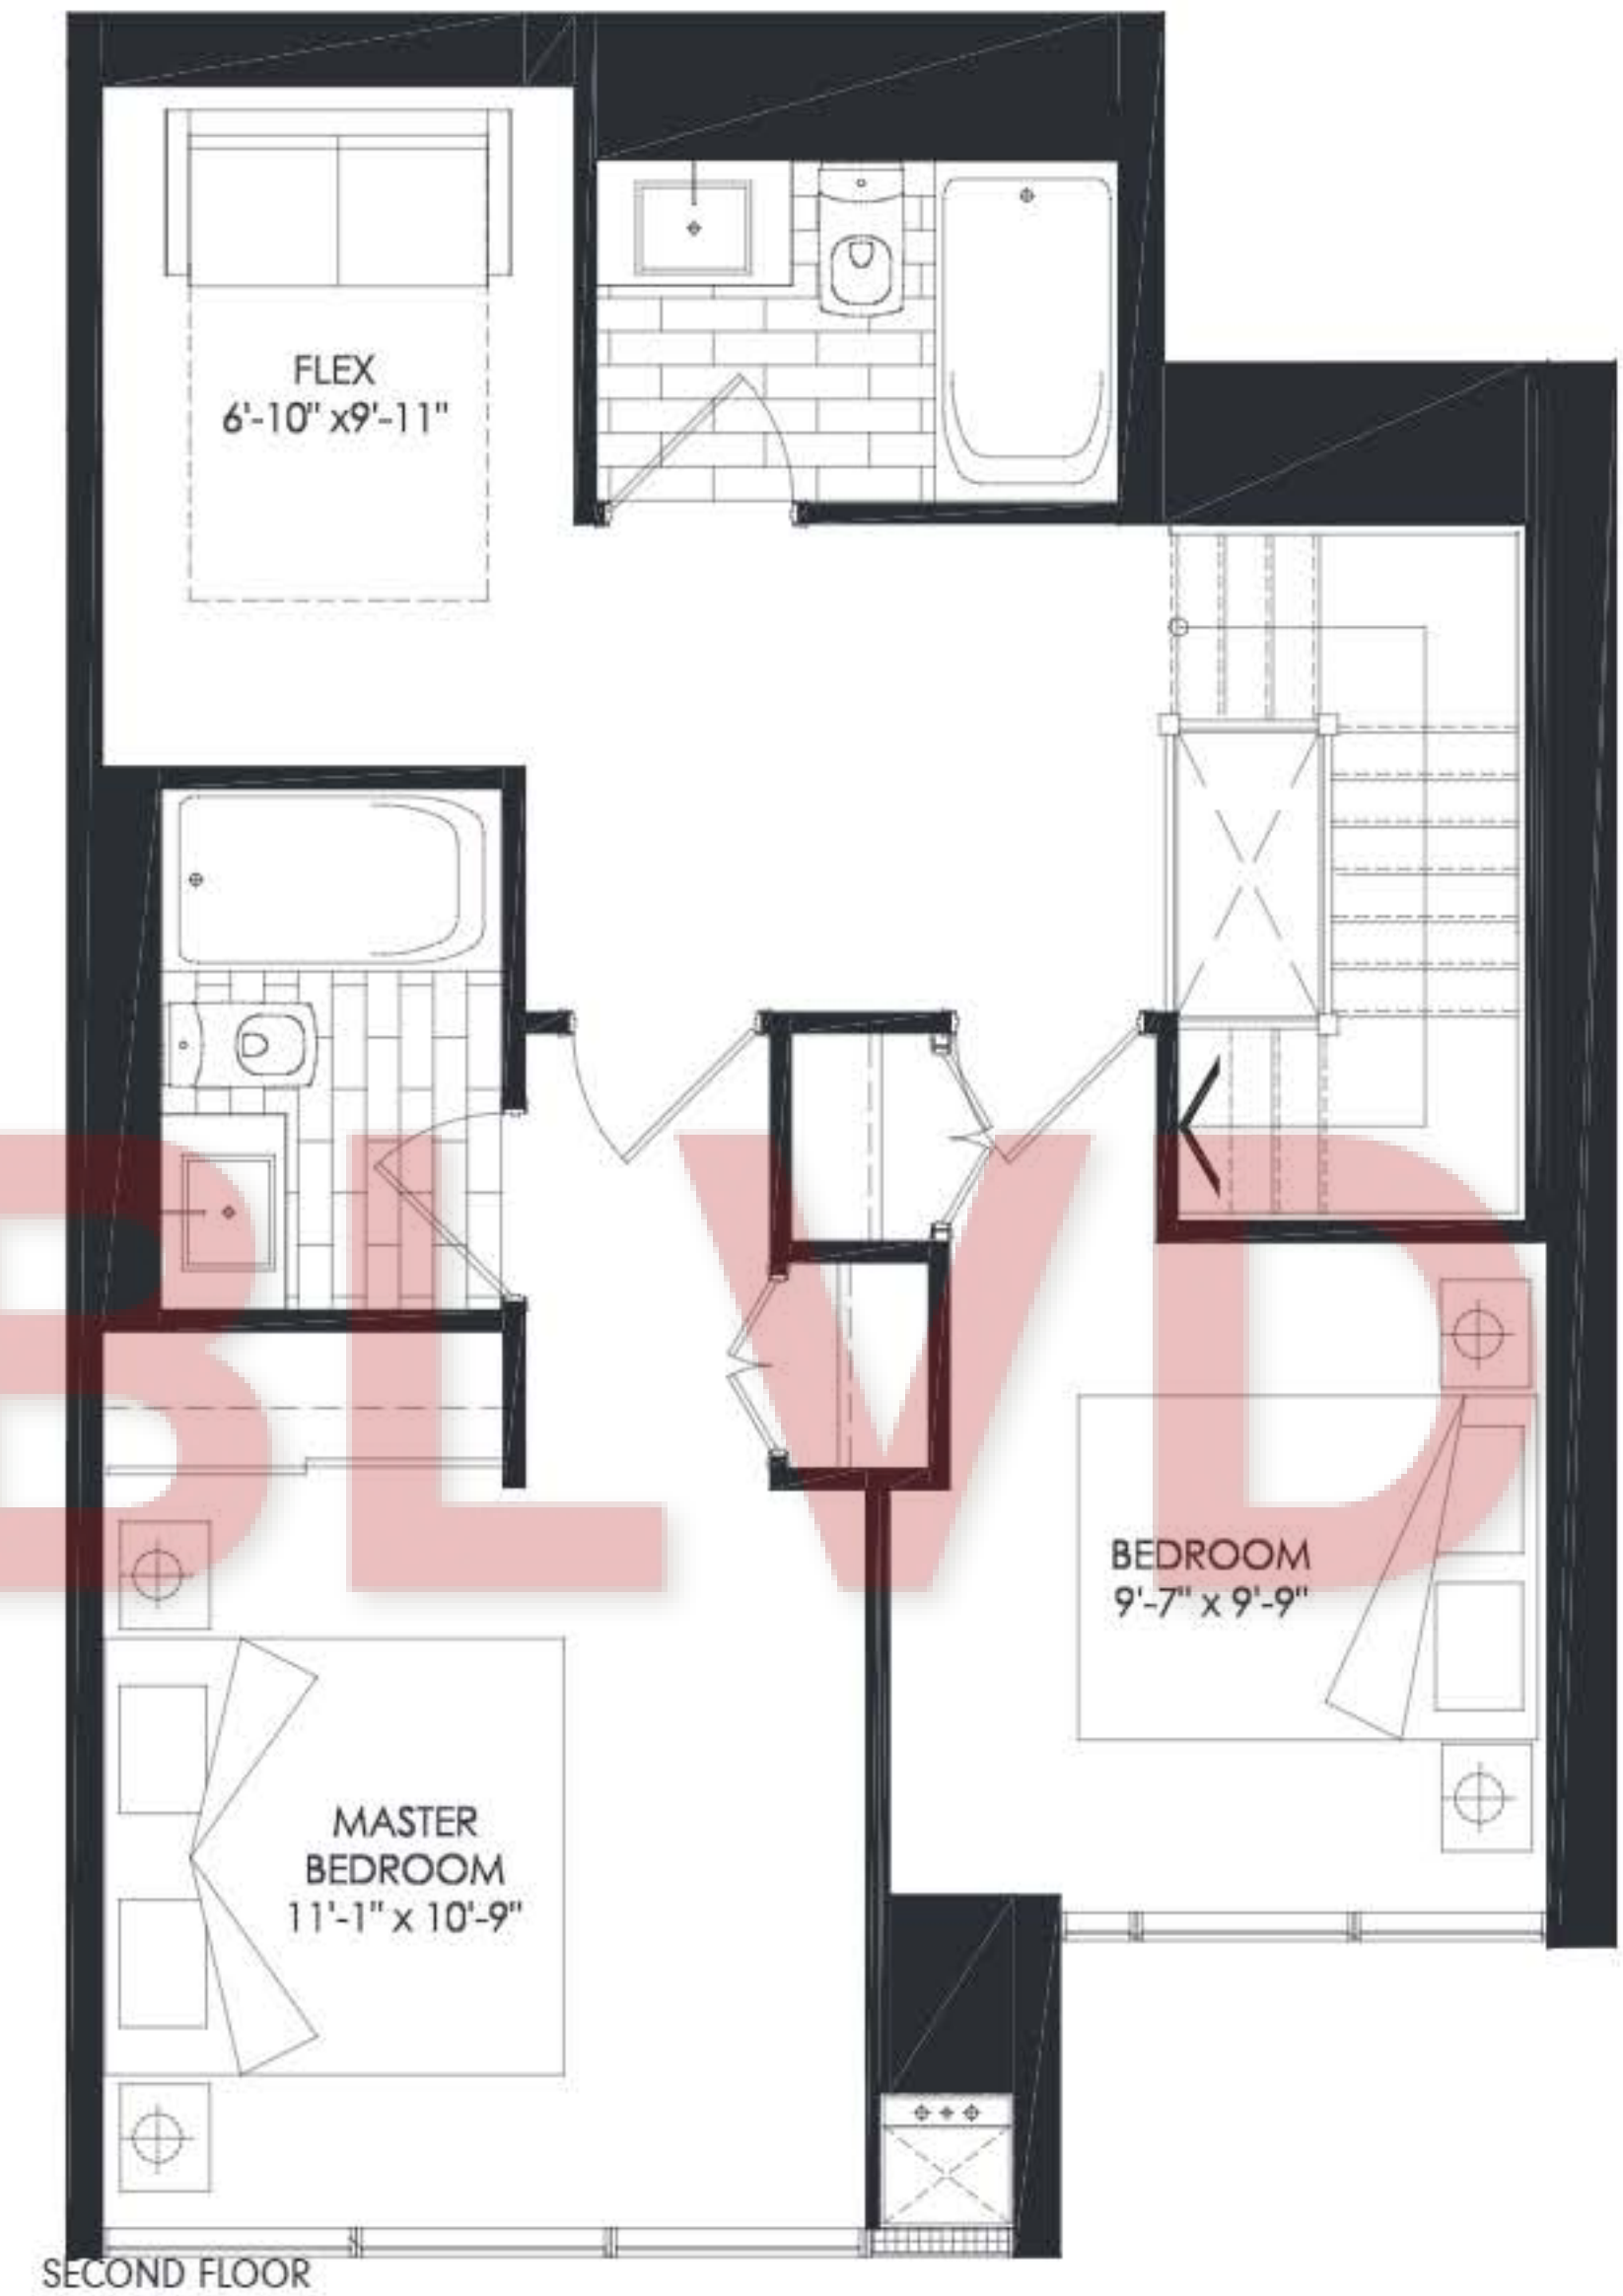 FLEX
6'-10" x9'-11"
BLVD
BEDROOM
9'-7" x 9'-9"
MASTER
BEDROOM
11'-1" x 10'-9"
SECOND FLOOR